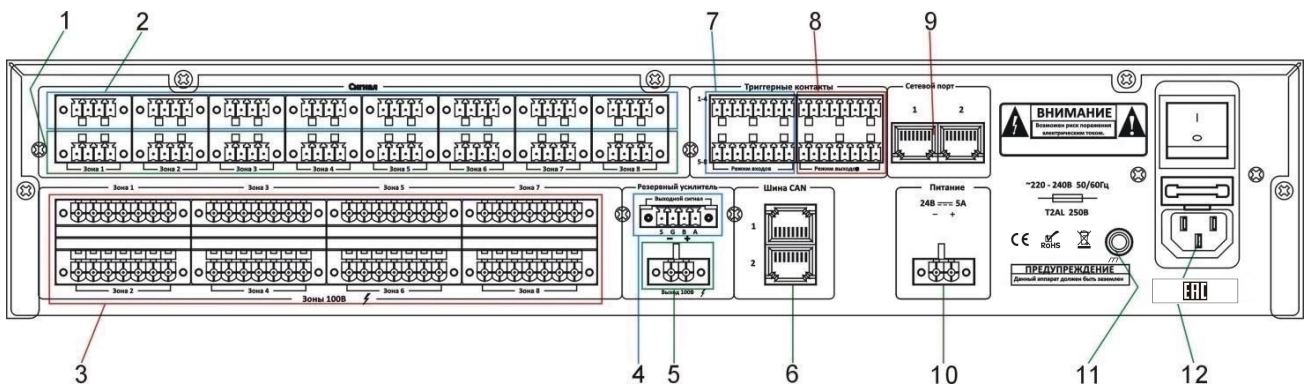 1 2 7 8 9
Сигнал
Триггерные контакты
Сетевой порт
1-4
1 2
5-8
Зона 1 Зона 2 Зона 3 Зона 4 Зона 5 Зона 6 Зона 7 Зона 8
Режим входов Режим выходов
ВНИМАНИЕ
Возможен риск поражения
электрическим током.
I
O
Зона 1 Зона 3 Зона 5 Зона 7
Резервный усилитель
Выходной сигнал
S G B A
− +
Выход 100В
Шина CAN
1
2
Питание
24В 5А
− +
~220 - 240В 50/60Гц
T2AL 250В
CE RoHS
ПРЕДУПРЕЖДЕНИЕ
Данный аппарат должен быть заземлен
EAC
Зона 2 Зона 4 Зона 6 Зона 8
Зоны 100В
3 4 5 6 10 11 12